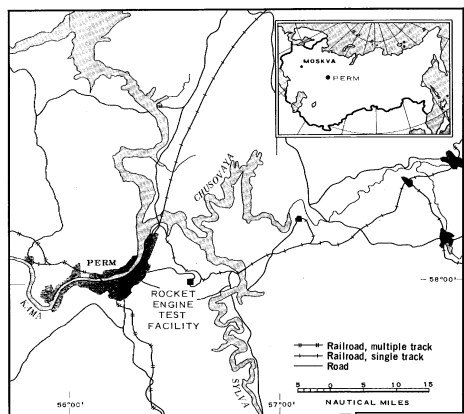 MOSKVA
PERM
CHUSOVAYA
PERM
58°00'
KAMA
ROCKET
ENGINE
TEST
FACILITY
SYLVA
Railroad, multiple track
Railroad, single track
Road
56°00'
57°00'
5 0 5 10 15
NAUTICAL MILES